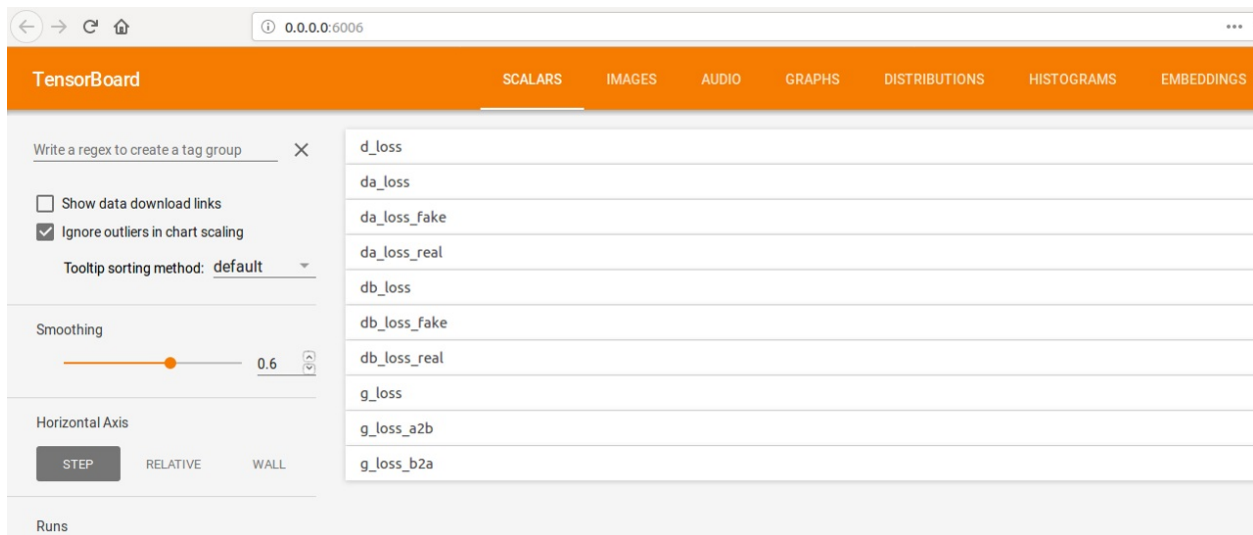 0.0.0.0:6006
TensorBoard SCALARS IMAGES AUDIO GRAPHS DISTRIBUTIONS HISTOGRAMS EMBEDDINGS
Write a regex to create a tag group
Show data download links
Ignore outliers in chart scaling
Tooltip sorting method: default
Smoothing
0.6
Horizontal Axis
STEP RELATIVE WALL
Runs
d_loss
da_loss
da_loss_fake
da_loss_real
db_loss
db_loss_fake
db_loss_real
g_loss
g_loss_a2b
g_loss_b2a